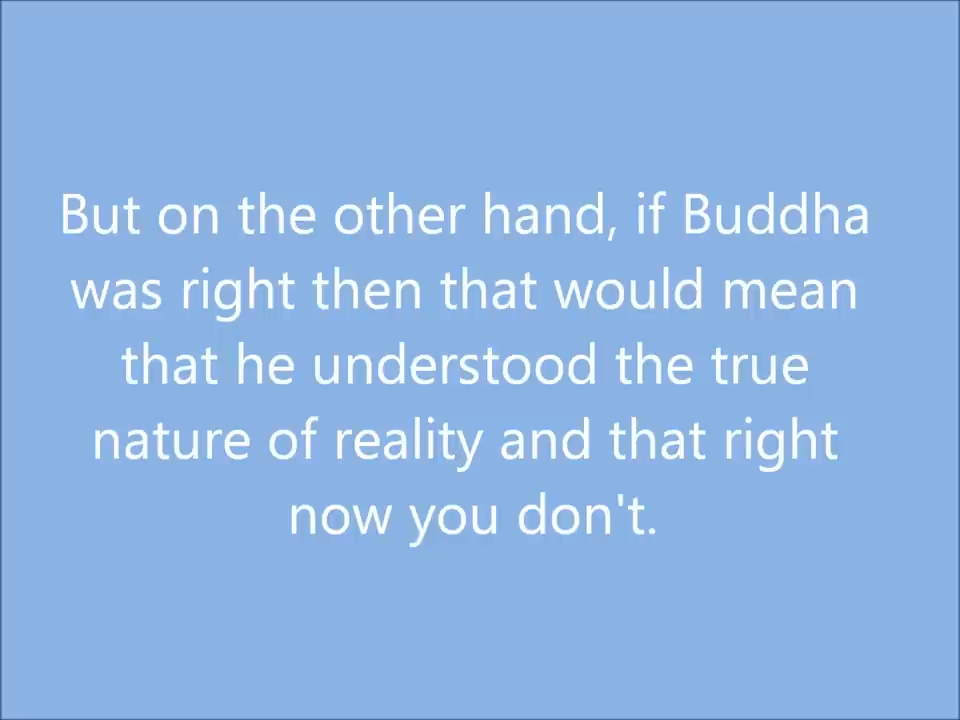 But on the other hand, if Buddha
was right then that would mean
that he understood the true
nature of reality and that right
now you don't.